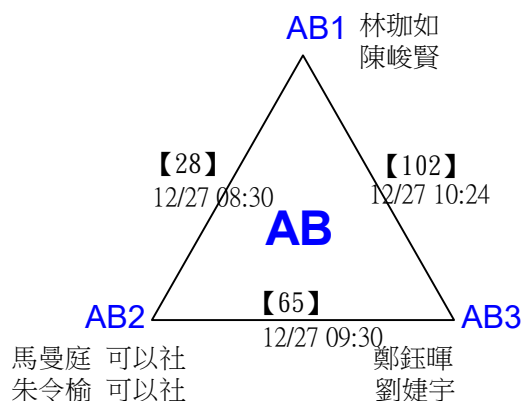 AB1 林珈如
陳峻賢
【28】
12/27 08:30
【102】
12/27 10:24
AB
AB2
【65】
12/27 09:30
AB3
馬曼庭 可以社
朱令榆 可以社
鄭鈺暉
劉婕宇